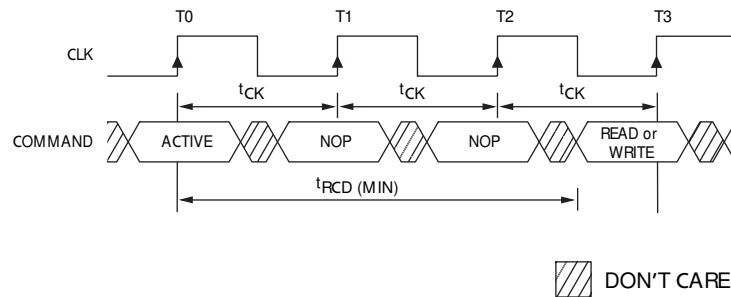 T0 T1 T2 T3
CLK
tCK tCK tCK
COMMAND ACTIVE NOP NOP READ or
WRITE
tRCD (MIN)
DON'T CARE